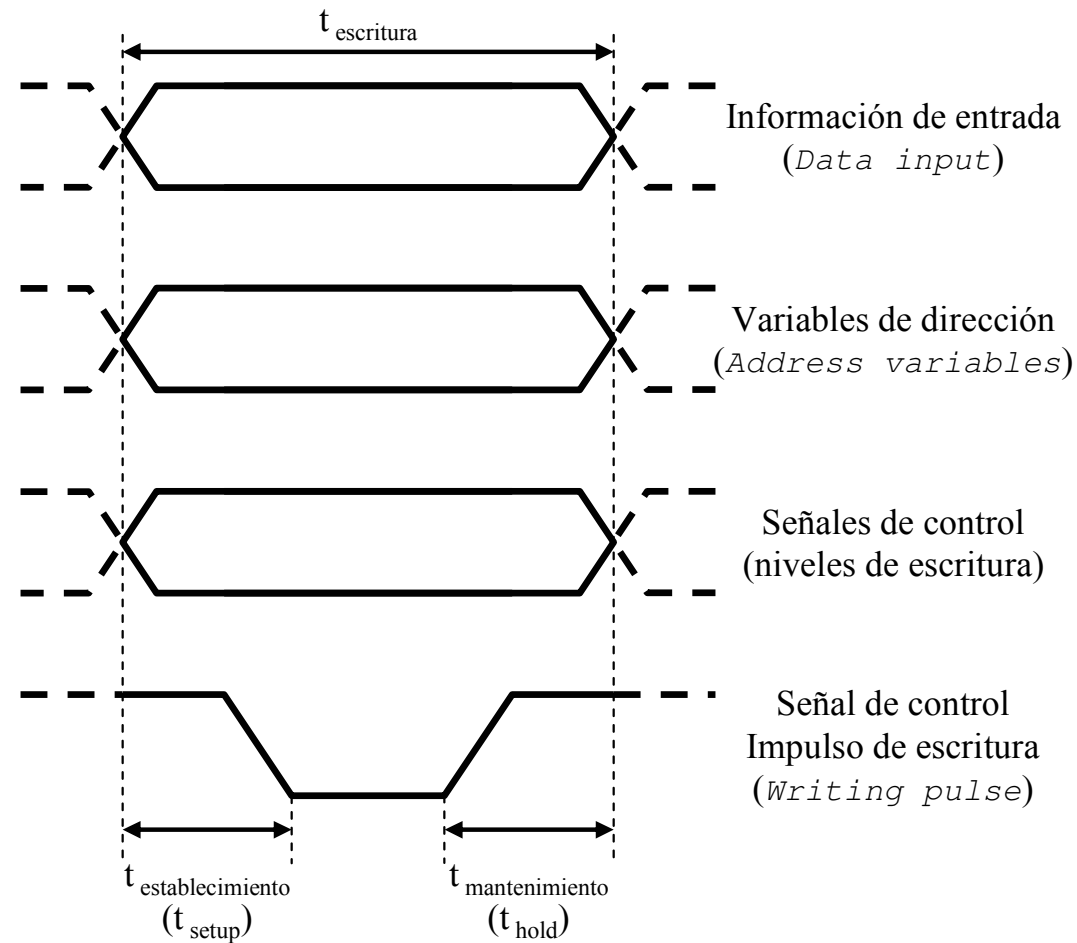 t escritura
Información de entrada
(Data input)
Variables de dirección
(Address variables)
Señales de control
(niveles de escritura)
Señal de control
Impulso de escritura
(Writing pulse)
t establecimiento
(t setup)
t mantenimiento
(t hold)